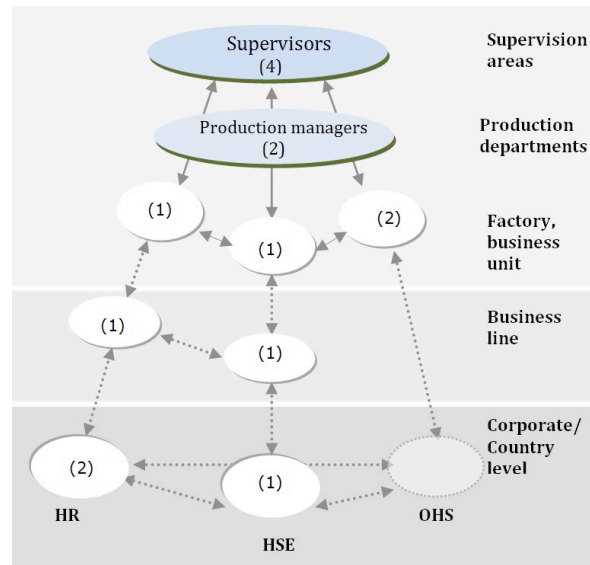 Supervisors
(4)
Supervision
areas
Production managers
(2)
Production
departments
(1)
(1)
(2)
Factory,
business
unit
(1)
(1)
Business
line
(2)
(1)
Corporate/
Country
level
HR
HSE
OHS